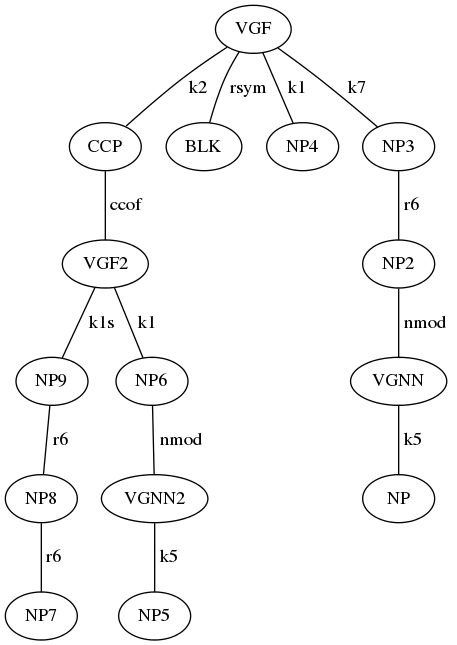 VGF
k2 rsym k1 k7
CCP BLK NP4 NP3
ccof r6
VGF2 NP2
k1s k1 nmod
NP9 NP6 VGNN
r6 nmod k5
NP8 VGNN2 NP
r6 k5
NP7 NP5